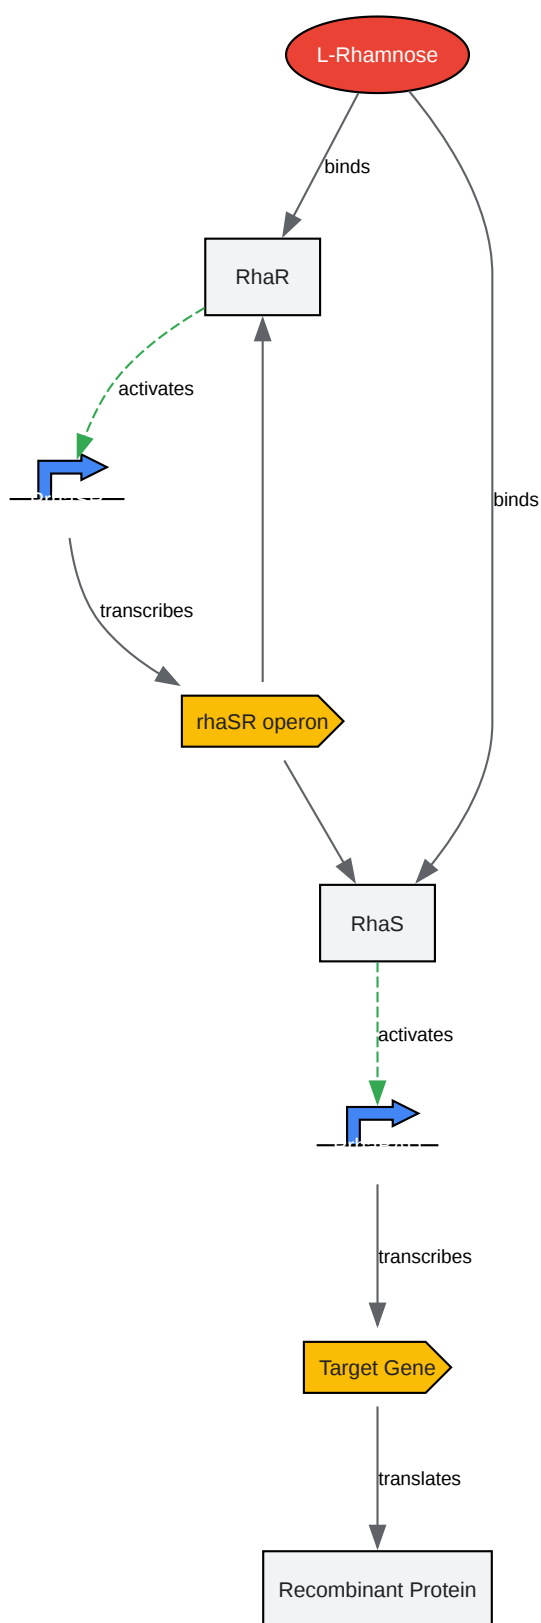 L-Rhamnose
binds
RhaR
activates
binds
transcribes
rhaSR operon
RhaS
activates
transcribes
Target Gene
translates
Recombinant Protein